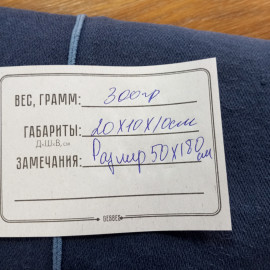 ВЕС, ГРАММ: 300гр
ГАБАРИТЫ: 20х10х10см
Д×Ш×В, см
ЗАМЕЧАНИЯ: Размер 50х180
см